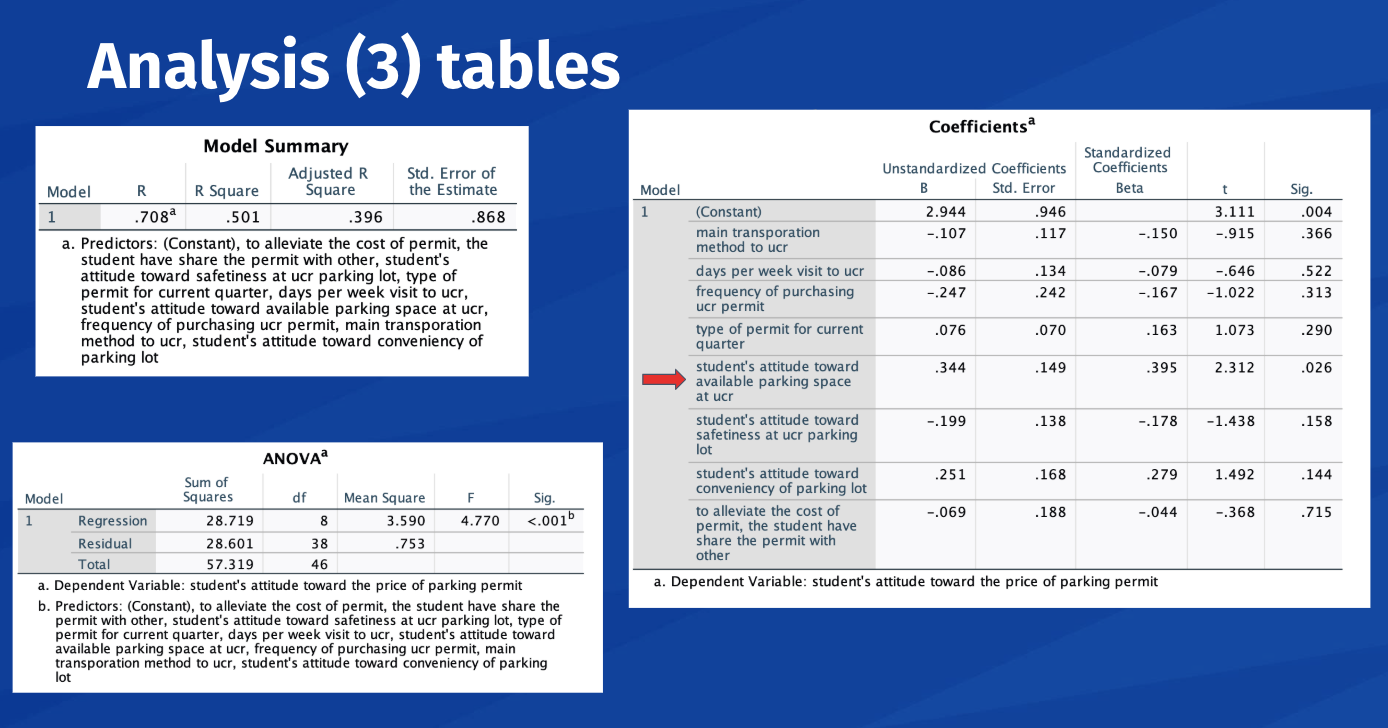 Analysis (3) tables
Model Summary
Model R R Square Adjusted R Square Std. Error of the Estimate
1 .708a .501 .396 .868
a. Predictors: (Constant), to alleviate the cost of permit, the
student have share the permit with other, student's
attitude toward safetiness at ucr parking lot, type of
permit for current quarter, days per week visit to ucr,
student's attitude toward available parking space at ucr,
frequency of purchasing ucr permit, main transporation
method to ucr, student's attitude toward conveniency of
parking lot
ANOVAa
Model Sum of Squares df Mean Square F Sig.
1 Regression 28.719 8 3.590 4.770 <.001b
Residual 28.601 38 .753
Total 57.319 46
a. Dependent Variable: student's attitude toward the price of parking permit
b. Predictors: (Constant), to alleviate the cost of permit, the student have share the
permit with other, student's attitude toward safetiness at ucr parking lot, type of
permit for current quarter, days per week visit to ucr, student's attitude toward
available parking space at ucr, frequency of purchasing ucr permit, main
transporation method to ucr, student's attitude toward conveniency of parking
lot
Coefficientsa
Unstandardized Coefficients Standardized Coefficients
Model B Std. Error Beta t Sig.
1 (Constant) 2.944 .946 3.111 .004
main transporation method to ucr -.107 .117 -.150 -.915 .366
days per week visit to ucr -.086 .134 -.079 -.646 .522
frequency of purchasing ucr permit -.247 .242 -.167 -1.022 .313
type of permit for current quarter .076 .070 .163 1.073 .290
student's attitude toward available parking space at ucr .344 .149 .395 2.312 .026
student's attitude toward safetiness at ucr parking lot -.199 .138 -.178 -1.438 .158
student's attitude toward conveniency of parking lot .251 .168 .279 1.492 .144
to alleviate the cost of permit, the student have share the permit with other -.069 .188 -.044 -.368 .715
a. Dependent Variable: student's attitude toward the price of parking permit